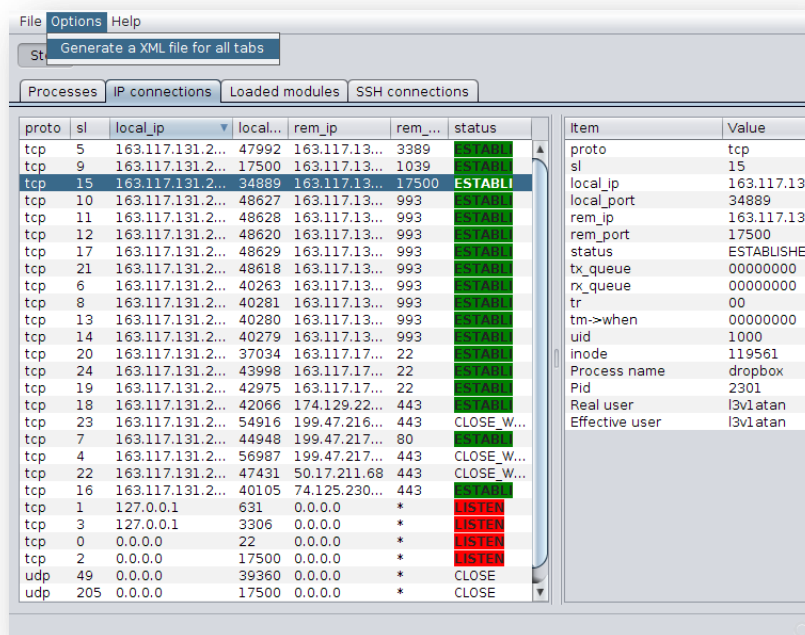 File Options Help
Generate a XML file for all tabs
Processes IP connections Loaded modules SSH connections
proto sl local_ip local... rem_ip rem_... status Item Value
tcp 5 163.117.131.2... 47992 163.117.13... 3389 ESTABLI proto tcp
tcp 9 163.117.131.2... 17500 163.117.13... 1039 ESTABLI sl 15
tcp 15 163.117.131.2... 34889 163.117.13... 17500 ESTABLI local_ip 163.117.13
tcp 10 163.117.131.2... 48627 163.117.13... 993 ESTABLI local_port 34889
tcp 11 163.117.131.2... 48628 163.117.13... 993 ESTABLI rem_ip 163.117.13
tcp 12 163.117.131.2... 48620 163.117.13... 993 ESTABLI rem_port 17500
tcp 17 163.117.131.2... 48629 163.117.13... 993 ESTABLI status ESTABLISHE
tcp 21 163.117.131.2... 48618 163.117.13... 993 ESTABLI tx_queue 00000000
tcp 6 163.117.131.2... 40263 163.117.13... 993 ESTABLI rx_queue 00000000
tcp 8 163.117.131.2... 40281 163.117.13... 993 ESTABLI tr 00
tcp 13 163.117.131.2... 40280 163.117.13... 993 ESTABLI tm->when 00000000
tcp 14 163.117.131.2... 40279 163.117.13... 993 ESTABLI uid 1000
tcp 20 163.117.131.2... 37034 163.117.17... 22 ESTABLI inode 119561
tcp 24 163.117.131.2... 43998 163.117.17... 22 ESTABLI Process name dropbox
tcp 19 163.117.131.2... 42975 163.117.17... 22 ESTABLI Pid 2301
tcp 18 163.117.131.2... 42066 174.129.22... 443 ESTABLI Real user l3v1atan
tcp 23 163.117.131.2... 54916 199.47.216... 443 CLOSE_W... Effective user l3v1atan
tcp 7 163.117.131.2... 44948 199.47.217... 80 ESTABLI
tcp 4 163.117.131.2... 56987 199.47.217... 443 CLOSE_W...
tcp 22 163.117.131.2... 47431 50.17.211.68 443 CLOSE_W...
tcp 16 163.117.131.2... 40105 74.125.230... 443 ESTABLI
tcp 1 127.0.0.1 631 0.0.0.0 * LISTEN
tcp 3 127.0.0.1 3306 0.0.0.0 * LISTEN
tcp 0 0.0.0.0 22 0.0.0.0 * LISTEN
tcp 2 0.0.0.0 17500 0.0.0.0 * LISTEN
udp 49 0.0.0.0 39360 0.0.0.0 * CLOSE
udp 205 0.0.0.0 17500 0.0.0.0 * CLOSE